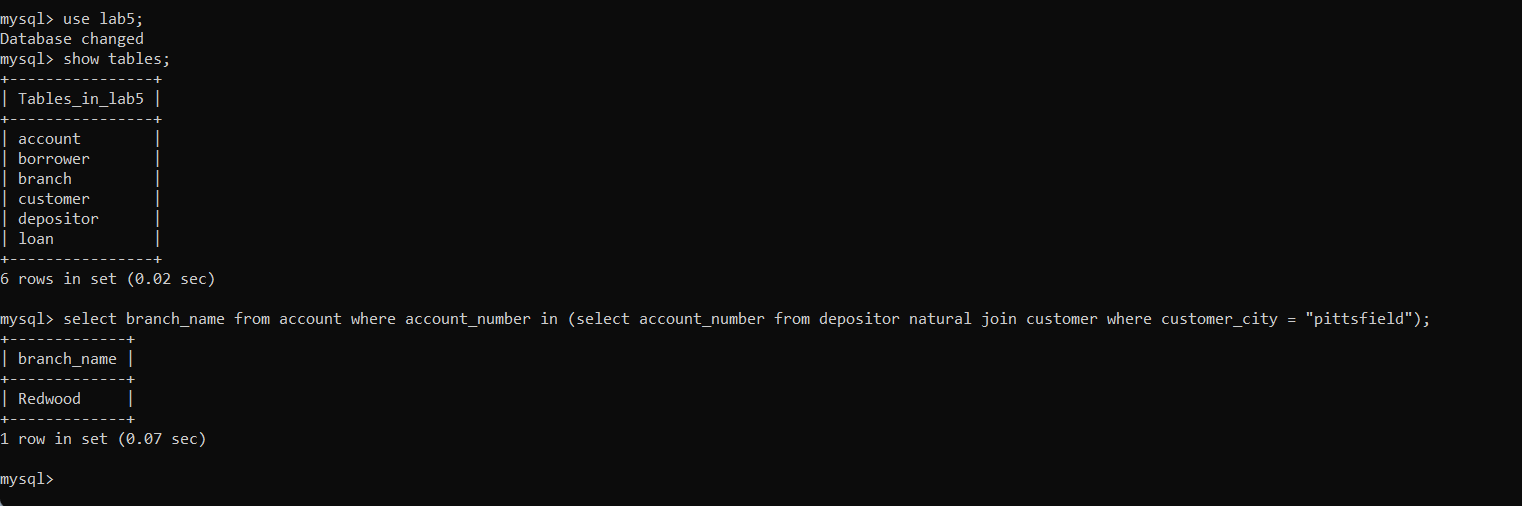 mysql> use lab5;
Database changed
mysql> show tables;
+----------------+
| Tables_in_lab5 |
+----------------+
| account        |
| borrower       |
| branch         |
| customer       |
| depositor      |
| loan           |
+----------------+
6 rows in set (0.02 sec)

mysql> select branch_name from account where account_number in (select account_number from depositor natural join customer where customer_city = "pittsfield");
+-------------+
| branch_name |
+-------------+
| Redwood     |
+-------------+
1 row in set (0.07 sec)

mysql>